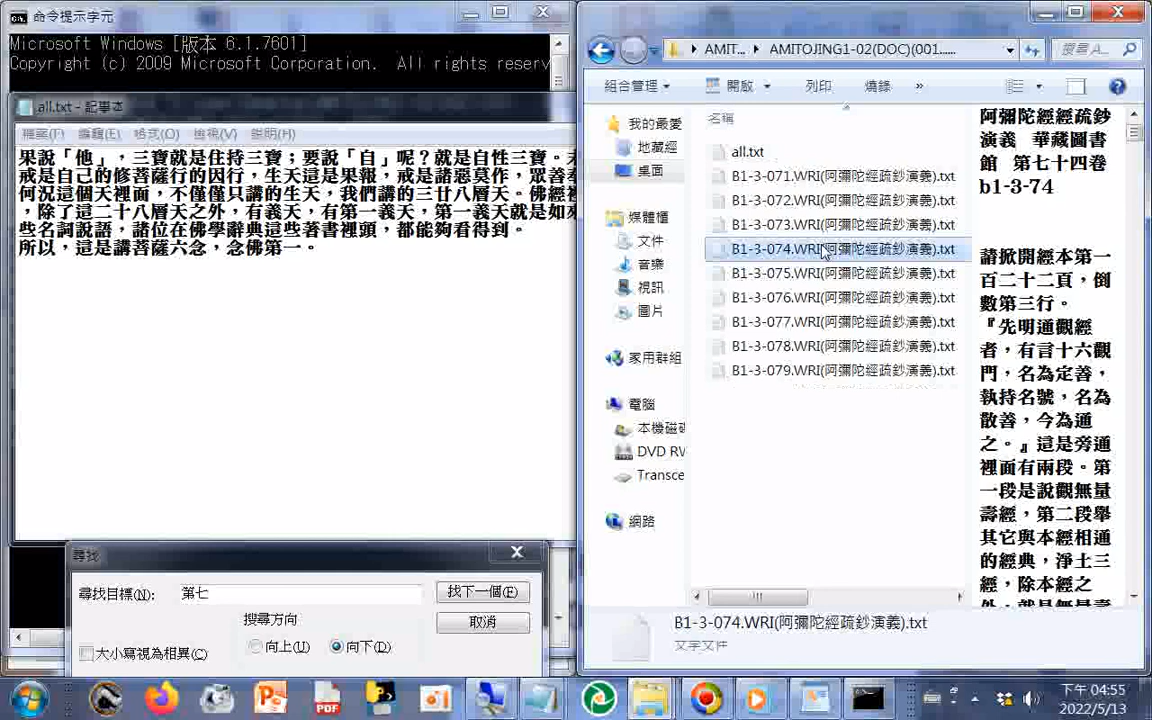 命令提示字元
Microsoft Windows [版本 6.1.7601]
Copyright (c) 2009 Microsoft Corporation.  All rights reserv
all.txt - 記事本
檔案(F) 編輯(E) 格式(O) 檢視(V) 說明(H)
果說「他」，三寶就是住持三寶；要說「自」呢？就是自性三寶。
戒是自己的修菩薩行的因行，生天這是果報，戒是諸惡莫作，眾善
何況這個天裡面，不僅僅只講的生天，我們講的三廿八層天。佛經
，除了這二十八層天之外，有義天，有第一義天，第一義天就是如
些名詞說語，諸位在佛學辭典這些著書裡頭，都能夠看得到。
所以，這是講菩薩六念，念佛第一。
尋找
尋找目標(N):
第七
找下一個(F)
搜尋方向
取消
大小寫視為相異(C)
向上(U)
向下(D)
AMIT...
AMITOJING1-02(DOC)(001......
搜尋 A...
組合管理
開啟
列印
燒錄
»
我的最愛
地藏經
桌面
媒體櫃
文件
音樂
視訊
圖片
家用群組
電腦
本機磁碟
DVD RW
Transce
網路
名稱
all.txt
B1-3-071.WRI(阿彌陀經疏鈔演義).txt
B1-3-072.WRI(阿彌陀經疏鈔演義).txt
B1-3-073.WRI(阿彌陀經疏鈔演義).txt
B1-3-074.WRI(阿彌陀經疏鈔演義).txt
B1-3-075.WRI(阿彌陀經疏鈔演義).txt
B1-3-076.WRI(阿彌陀經疏鈔演義).txt
B1-3-077.WRI(阿彌陀經疏鈔演義).txt
B1-3-078.WRI(阿彌陀經疏鈔演義).txt
B1-3-079.WRI(阿彌陀經疏鈔演義).txt
阿彌陀經經疏鈔
演義 華藏圖書
館 第七十四卷
b1-3-74
請掀開經本第一
百二十二頁，倒
數第三行。
『先明通觀經
者，有言十六觀
門，名為定善，
執持名號，名為
散善，今為通
之。』這是旁通
裡面有兩段。第
一段是說觀無量
壽經，第二段舉
其它與本經相通
的經典，淨土三
經，除本經之
外，就是無量壽
B1-3-074.WRI(阿彌陀經疏鈔演義).txt
文字文件
PDF
下午 04:55
2022/5/13